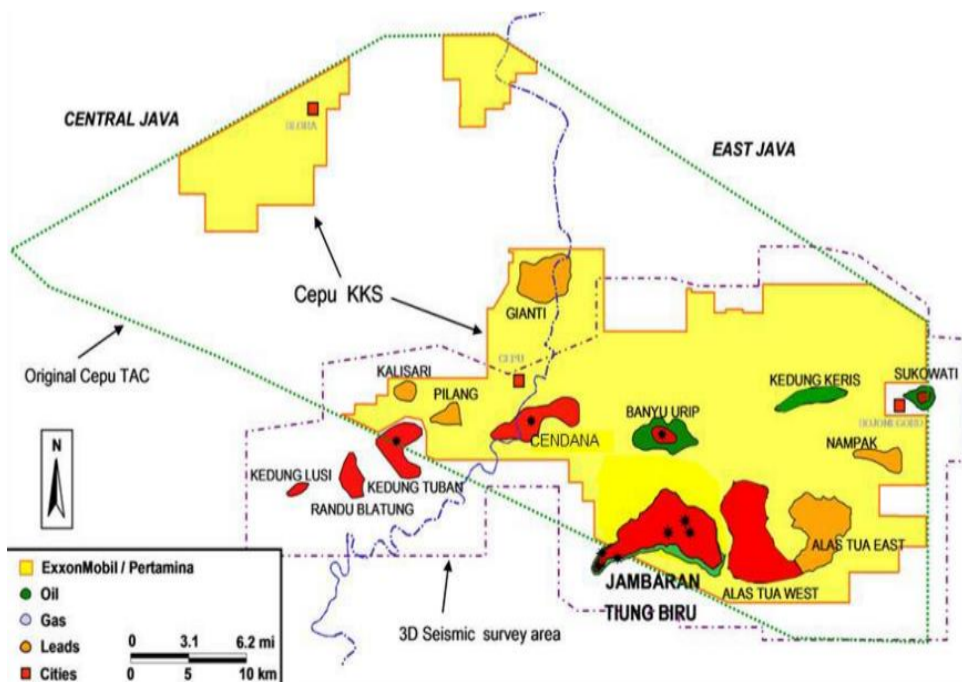 CENTRAL JAVA
BLORA
EAST JAVA
Cepu KKS
GIANTI
Original Cepu TAC
KALISARI
CEPU
PILANG
KEDUNG KERIS
SUKOWATI
BANYU URIP
BOJONEGORO
CENDANA
NAMPAK
N
KEDUNG LUSI
KEDUNG TUBAN
RANDU BLATUNG
ALAS TUA EAST
JAMBARAN
TIUNG BIRU
ALAS TUA WEST
3D Seismic survey area
ExxonMobil / Pertamina
Oil
Gas
Leads
Cities
0 3.1 6.2 mi
0 5 10 km